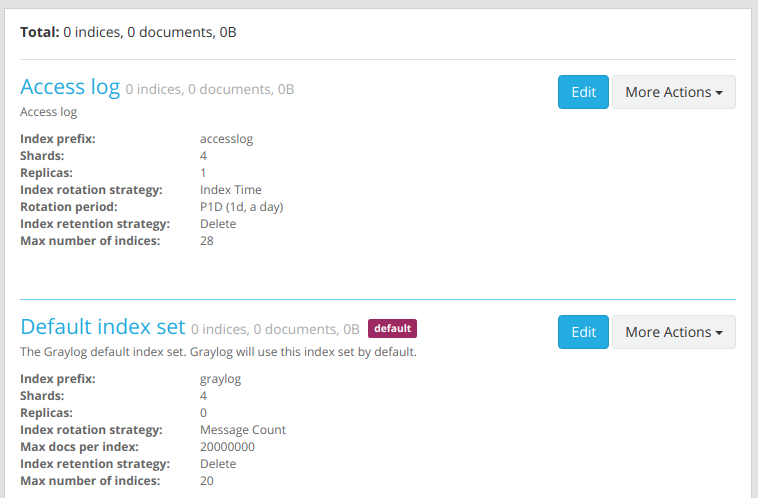 Total: 0 indices, 0 documents, 0B
Access log 0 indices, 0 documents, 0B Edit More Actions
Access log
Index prefix: accesslog
Shards: 4
Replicas: 1
Index rotation strategy: Index Time
Rotation period: P1D (1d, a day)
Index retention strategy: Delete
Max number of indices: 28
Default index set 0 indices, 0 documents, 0B default Edit More Actions
The Graylog default index set. Graylog will use this index set by default.
Index prefix: graylog
Shards: 4
Replicas: 0
Index rotation strategy: Message Count
Max docs per index: 20000000
Index retention strategy: Delete
Max number of indices: 20